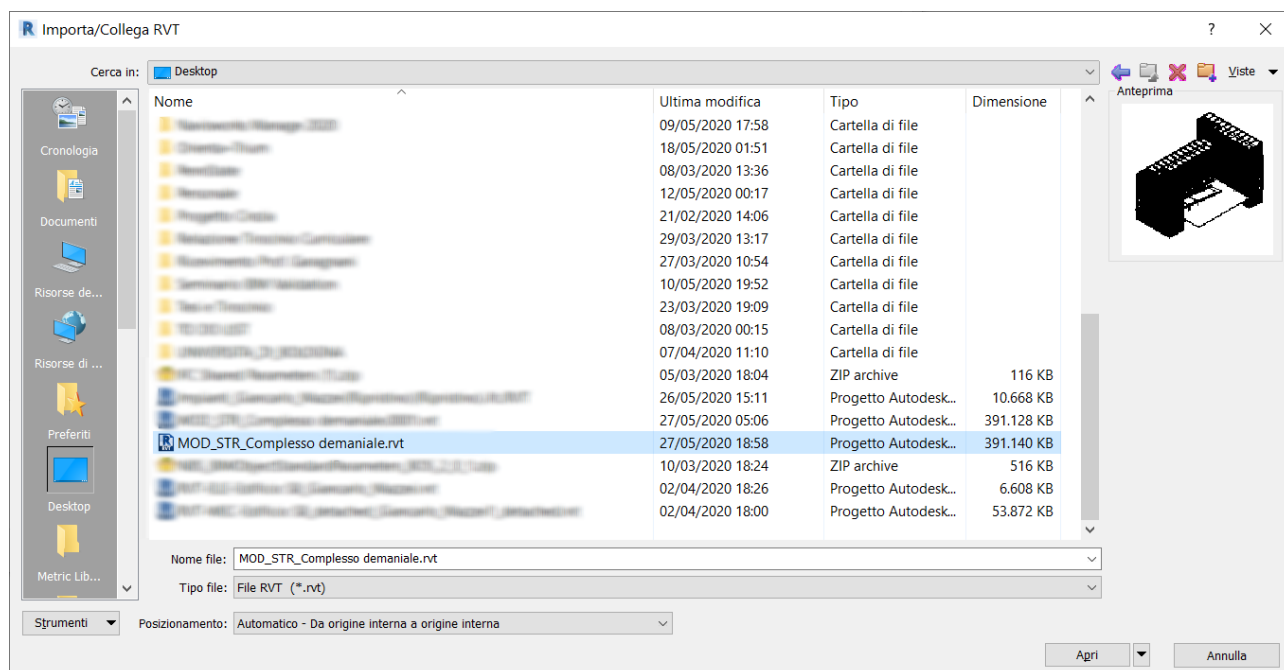 Importa/Collega RVT
?
Cerca in: Desktop
Viste
Anteprima
Nome Ultima modifica Tipo Dimensione
09/05/2020 17:58 Cartella di file
18/05/2020 01:51 Cartella di file
08/03/2020 13:36 Cartella di file
12/05/2020 00:17 Cartella di file
21/02/2020 14:06 Cartella di file
29/03/2020 13:17 Cartella di file
27/03/2020 10:54 Cartella di file
10/05/2020 19:52 Cartella di file
23/03/2020 19:09 Cartella di file
08/03/2020 00:15 Cartella di file
07/04/2020 11:10 Cartella di file
05/03/2020 18:04 ZIP archive 116 KB
26/05/2020 15:11 Progetto Autodesk... 10.668 KB
27/05/2020 05:06 Progetto Autodesk... 391.128 KB
MOD_STR_Complesso demaniale.rvt 27/05/2020 18:58 Progetto Autodesk... 391.140 KB
10/03/2020 18:24 ZIP archive 516 KB
02/04/2020 18:26 Progetto Autodesk... 6.608 KB
02/04/2020 18:00 Progetto Autodesk... 53.872 KB
Cronologia
Documenti
Risorse de...
Risorse di ...
Preferiti
Desktop
Metric Lib...
Nome file: MOD_STR_Complesso demaniale.rvt
Tipo file: File RVT (*.rvt)
Strumenti
Posizionamento: Automatico - Da origine interna a origine interna
Apri
Annulla